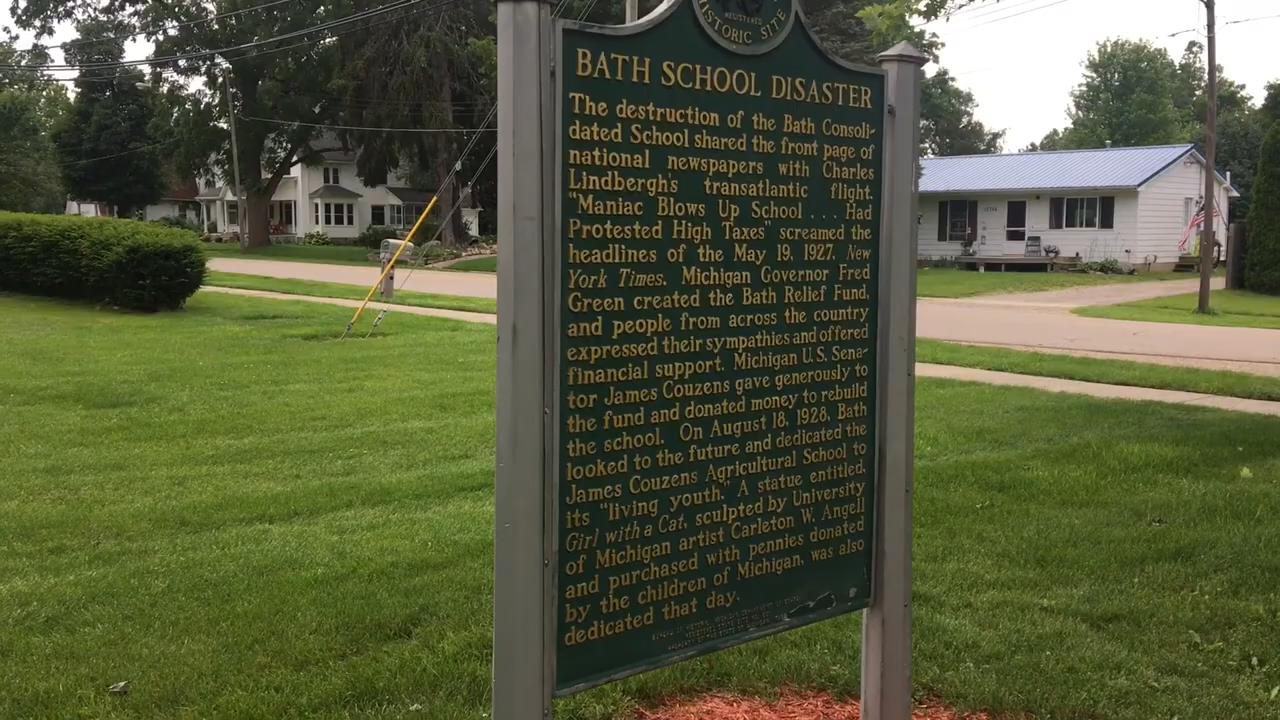 REGISTERED
HISTORIC SITE
BATH SCHOOL DISASTER
The destruction of the Bath Consoli-
dated School shared the front page of
national newspapers with Charles
Lindbergh's transatlantic flight.
"Maniac Blows Up School . . . Had
Protested High Taxes" screamed the
headlines of the May 19, 1927, New
York Times. Michigan Governor Fred
Green created the Bath Relief Fund,
and people from across the country
expressed their sympathies and offered
financial support. Michigan U.S. Sena-
tor James Couzens gave generously to
the fund and donated money to rebuild
the school. On August 18, 1928, Bath
looked to the future and dedicated the
James Couzens Agricultural School to
its "living youth." A statue entitled,
Girl with a Cat, sculpted by University
of Michigan artist Carleton W. Angell
and purchased with pennies donated
by the children of Michigan, was also
dedicated that day.